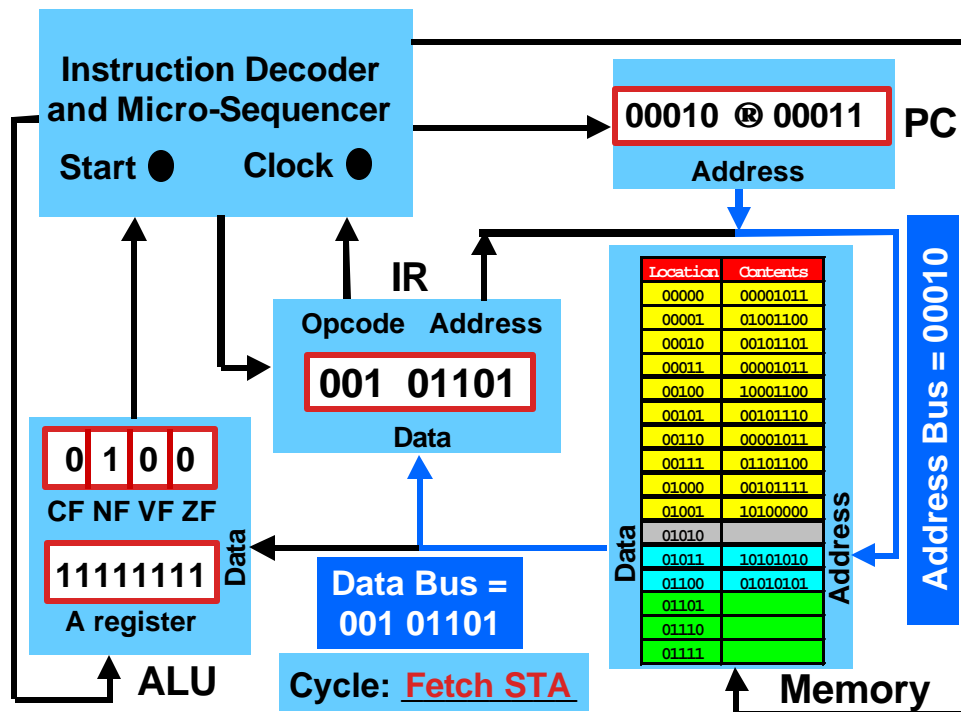 Instruction Decoder
and Micro-Sequencer
Start
Clock
00010 ® 00011
PC
Address
IR
Opcode Address
001 01101
Data
0 1 0 0
CF NF VF ZF
11111111
A register
Data
ALU
Data Bus =
001 01101
Cycle: Fetch STA
Location Contents
00000 00001011
00001 01001100
00010 00101101
00011 00001011
00100 10001100
00101 00101110
00110 00001011
00111 01101100
01000 00101111
01001 10100000
01010
01011 10101010
01100 01010101
01101
01110
01111
Data
Address
Memory
Address Bus = 00010